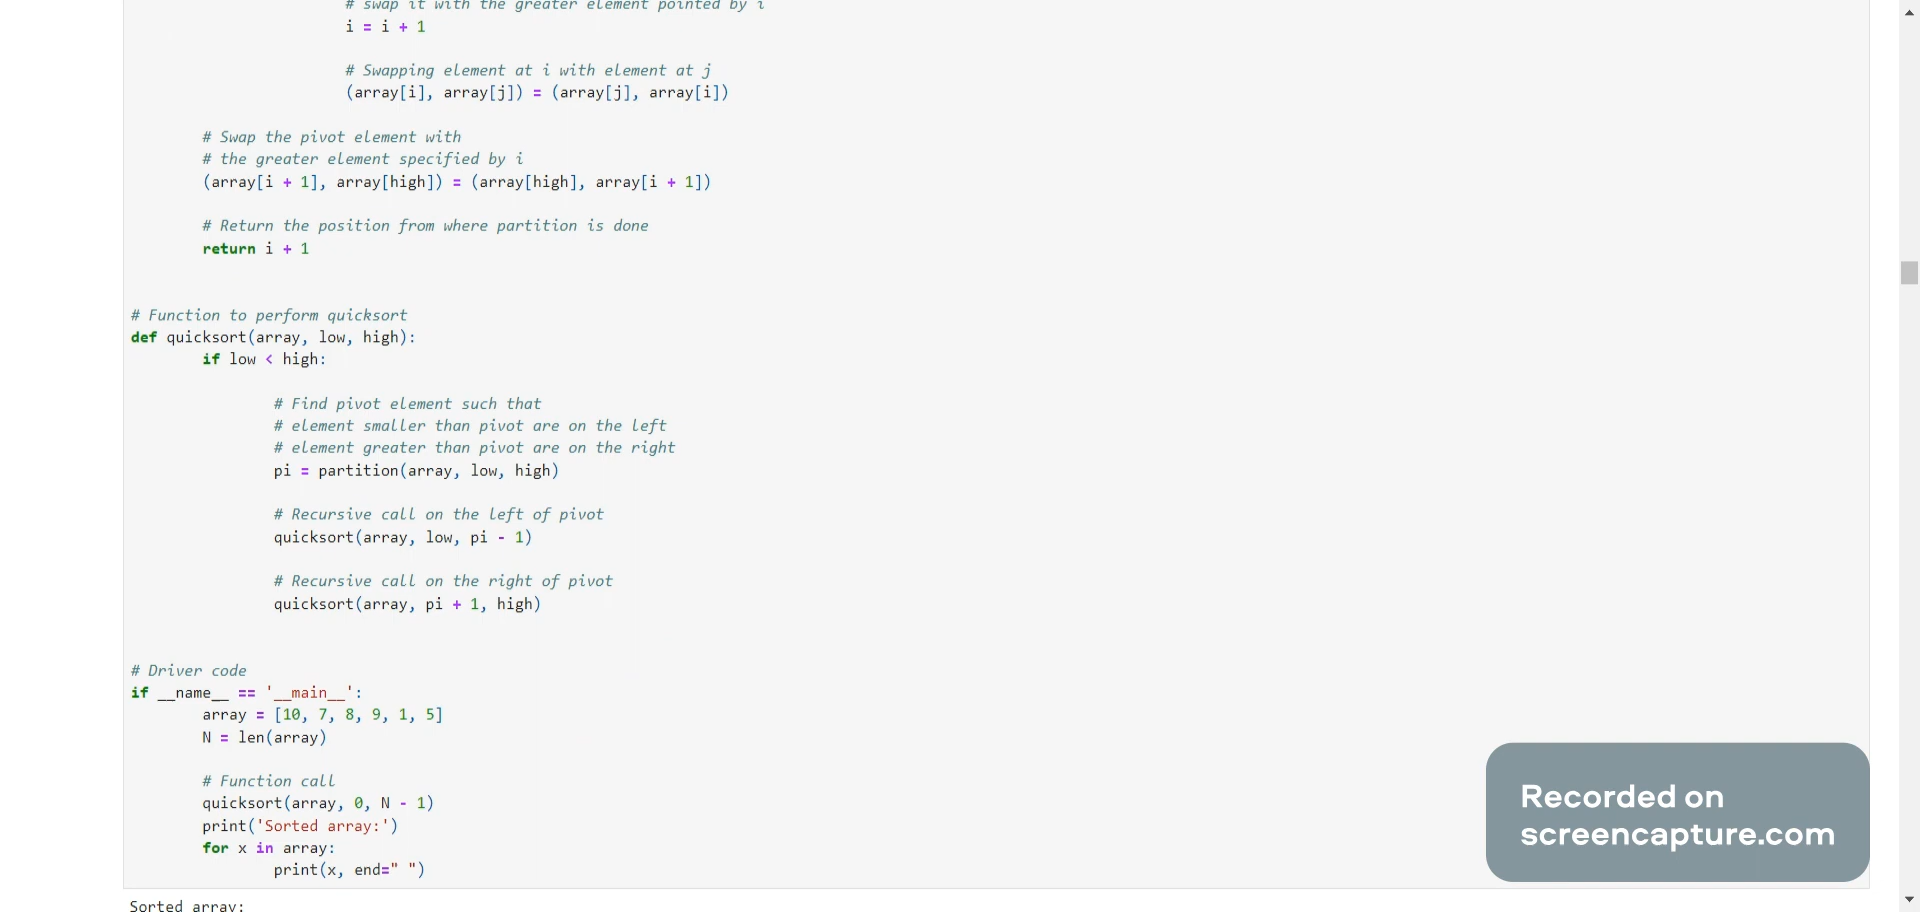 # swap it with the greater element pointed by i
i = i + 1
# Swapping element at i with element at j
(array[i], array[j]) = (array[j], array[i])
# Swap the pivot element with
# the greater element specified by i
(array[i + 1], array[high]) = (array[high], array[i + 1])
# Return the position from where partition is done
return i + 1
# Function to perform quicksort
def quicksort(array, low, high):
if low < high:
# Find pivot element such that
# element smaller than pivot are on the left
# element greater than pivot are on the right
pi = partition(array, low, high)
# Recursive call on the left of pivot
quicksort(array, low, pi - 1)
# Recursive call on the right of pivot
quicksort(array, pi + 1, high)
# Driver code
if __name__ == '__main__':
array = [10, 7, 8, 9, 1, 5]
N = len(array)
# Function call
quicksort(array, 0, N - 1)
print('Sorted array:')
for x in array:
print(x, end=" ")
Sorted array:
Recorded on
screencapture.com